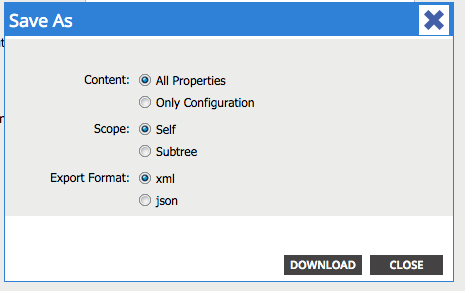 Save As
Content: All Properties
Only Configuration
Scope: Self
Subtree
Export Format: xml
json
DOWNLOAD CLOSE